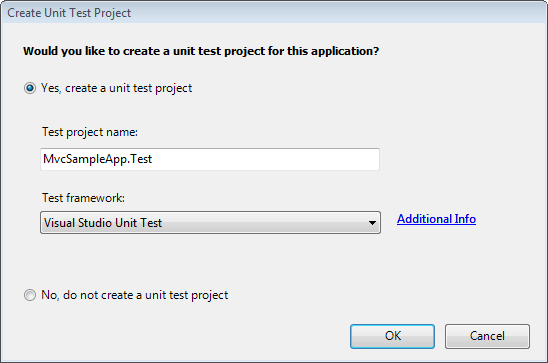 Create Unit Test Project
Would you like to create a unit test project for this application?
Yes, create a unit test project
Test project name:
MvcSampleApp.Test
Test framework:
Visual Studio Unit Test
Additional Info
No, do not create a unit test project
OK
Cancel